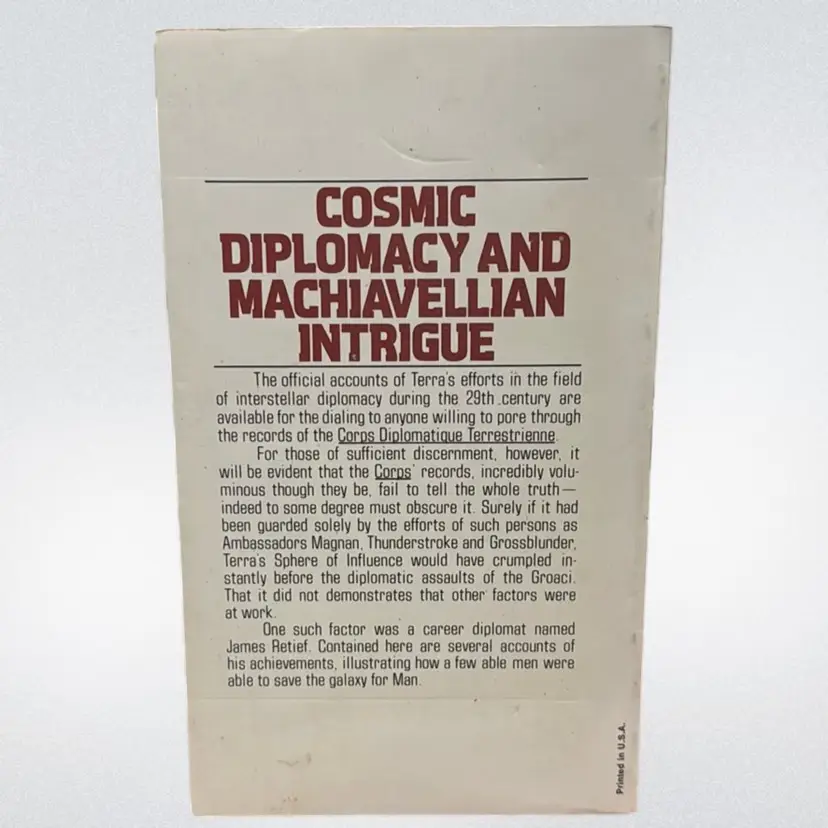 COSMIC
DIPLOMACY AND
MACHIAVELLIAN
INTRIGUE
The official accounts of Terra's efforts in the field
of interstellar diplomacy during the 29th century are
available for the dialing to anyone willing to pore through
the records of the Corps Diplomatique Terrestrienne.
For those of sufficient discernment, however, it
will be evident that the Corps' records, incredibly volu-
minous though they be, fail to tell the whole truth—
indeed to some degree must obscure it. Surely if it had
been guarded solely by the efforts of such persons as
Ambassadors Magnan, Thunderstroke and Grossblunder,
Terra's Sphere of Influence would have crumpled in-
stantly before the diplomatic assaults of the Groaci.
That it did not demonstrates that other factors were
at work.
One such factor was a career diplomat named
James Retief. Contained here are several accounts of
his achievements, illustrating how a few able men were
able to save the galaxy for Man.
Printed in U.S.A.